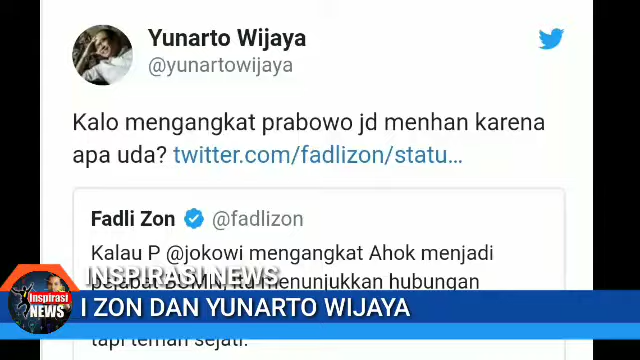 Yunarto Wijaya
@yunartowijaya
Kalo mengangkat prabowo jd menhan karena
apa uda? twitter.com/fadlizon/statu…
Fadli Zon @fadlizon
Kalau P @jokowi mengangkat Ahok menjadi
INSPIRASI NEWS
pejabat BUMN, itu menunjukkan hubungan
Inspirasi
NEWS
I ZON DAN YUNARTO WIJAYA
tapi teman sejati.